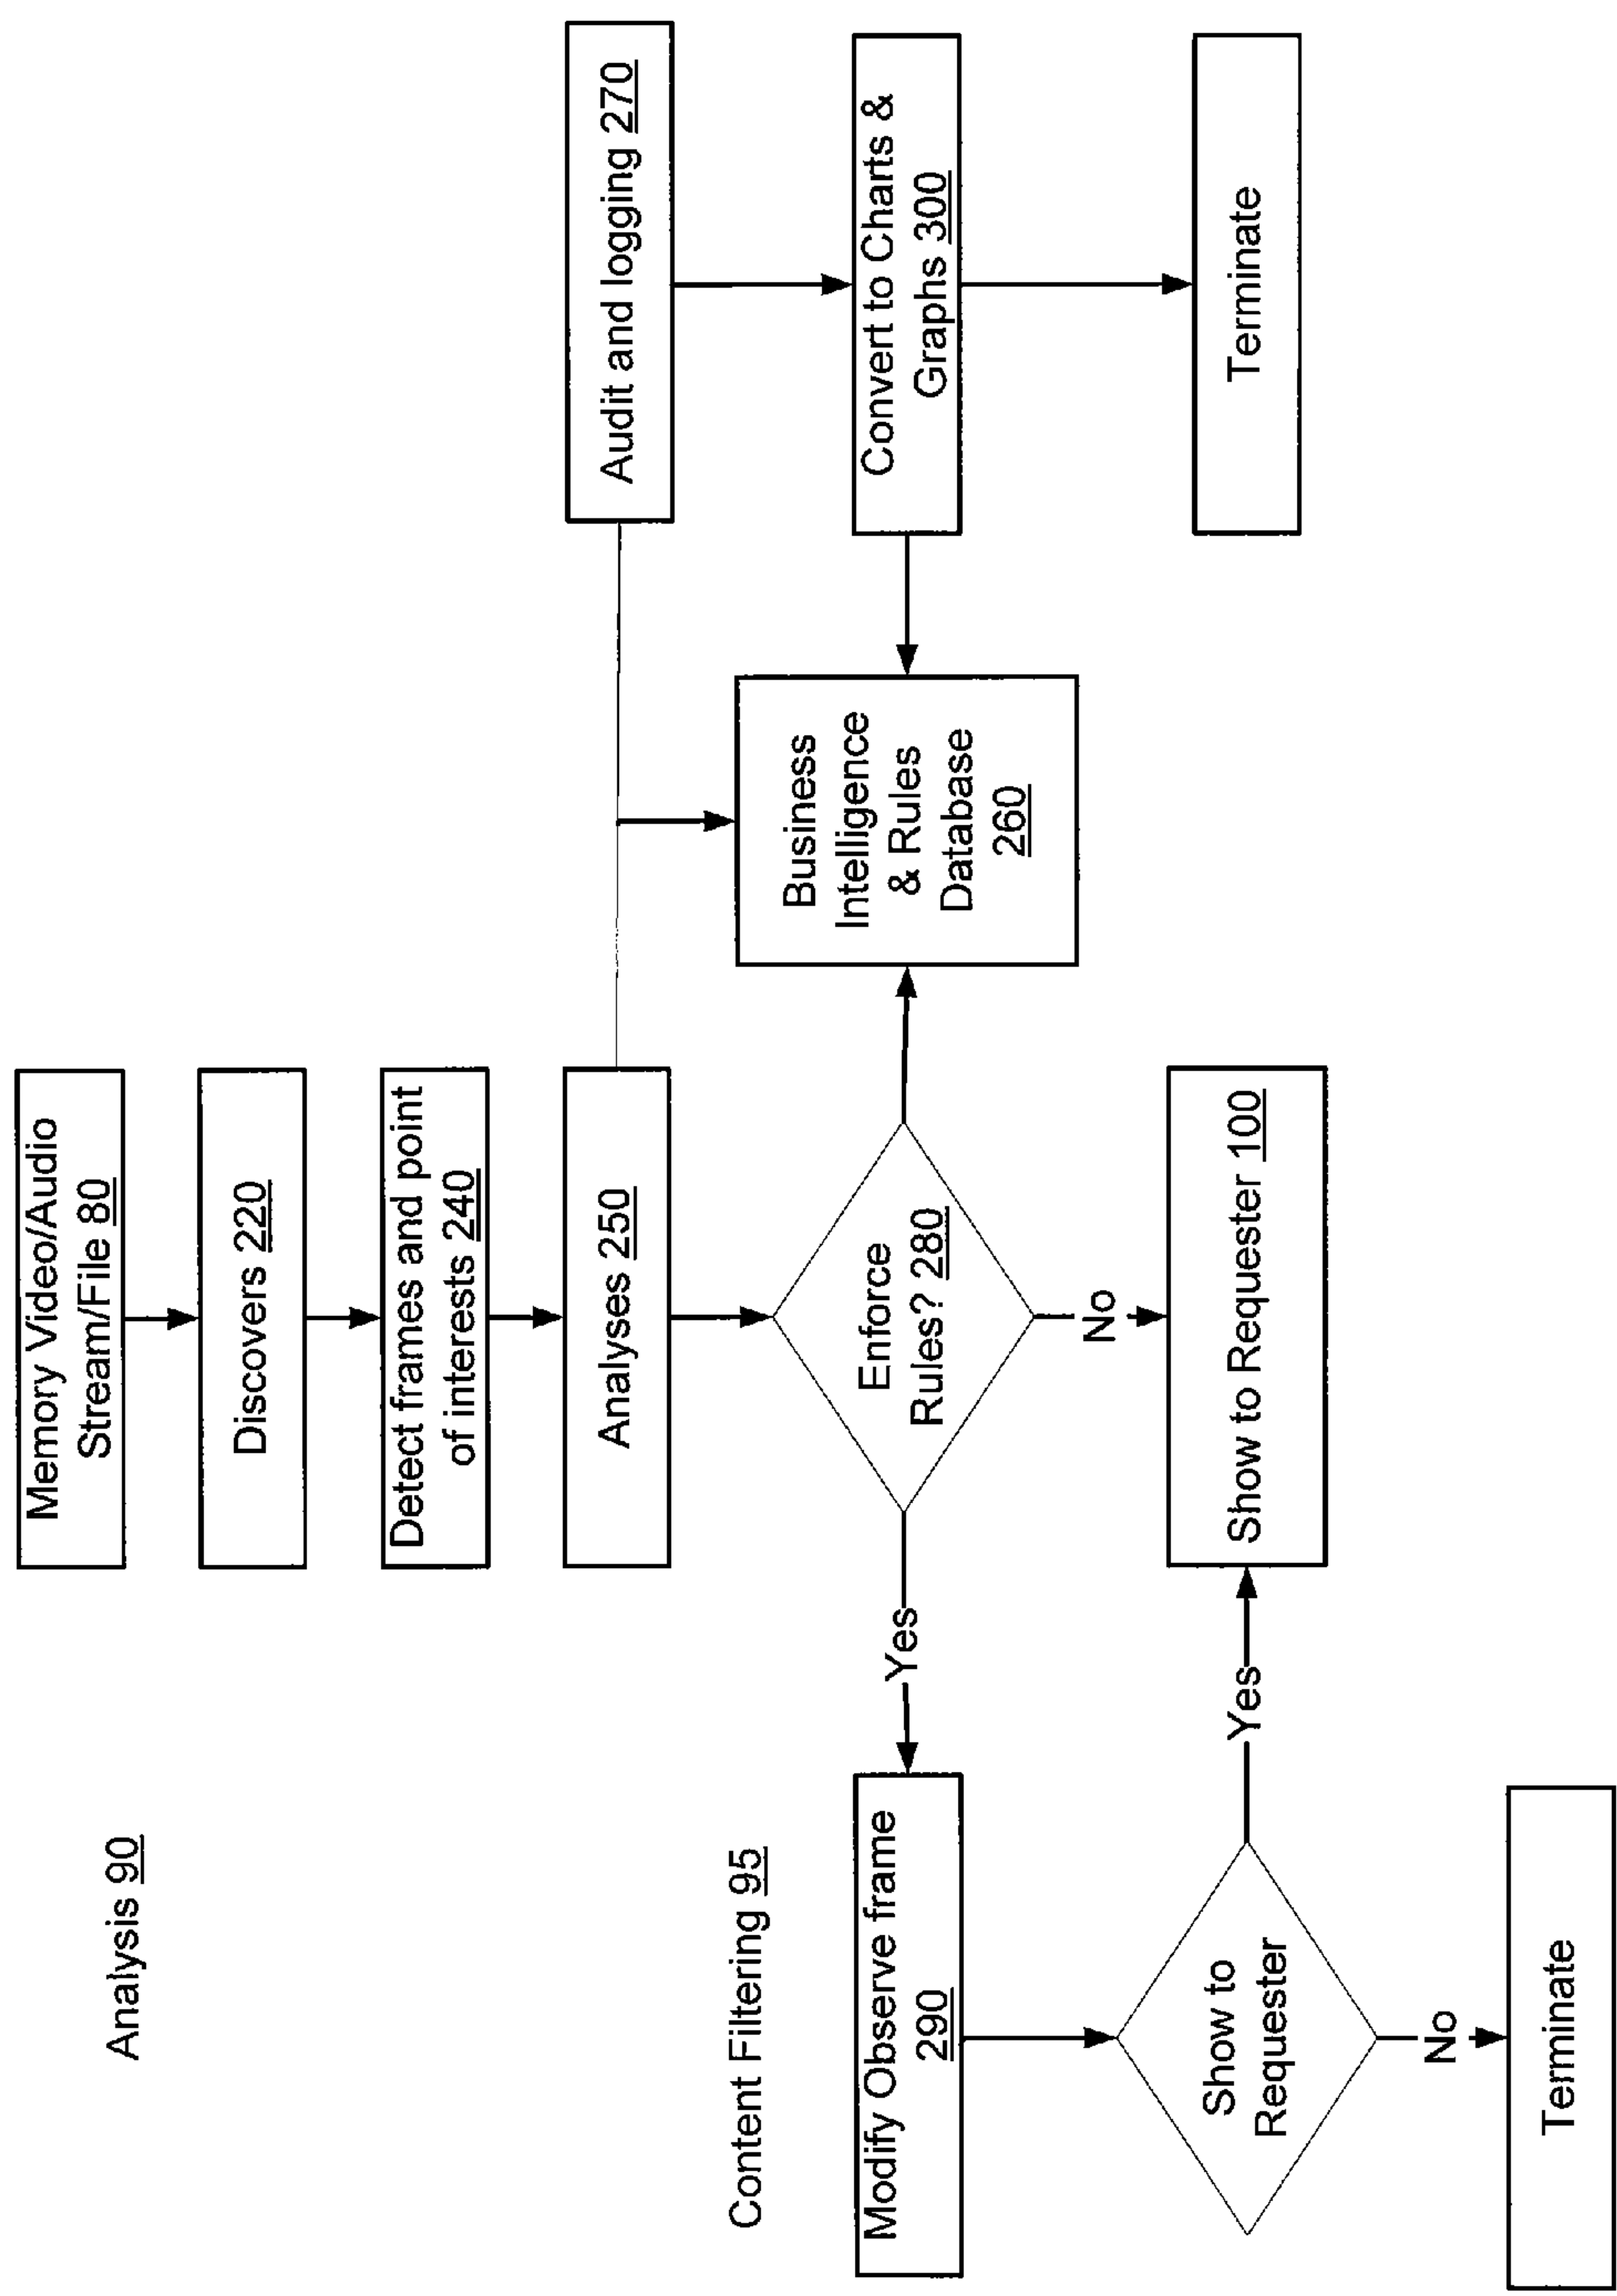 Analysis 90
Memory Video/Audio
Stream/File 80
Discovers 220
Detect frames and point
of interests 240
Analyses 250
Audit and logging 270
Content Filtering 95
Modify Observe frame
290
Yes
Enforce
Rules? 280
Business
Intelligence
& Rules
Database
260
Convert to Charts &
Graphs 300
No
Show to
Requester
Yes
Show to Requester 100
Terminate
No
Terminate